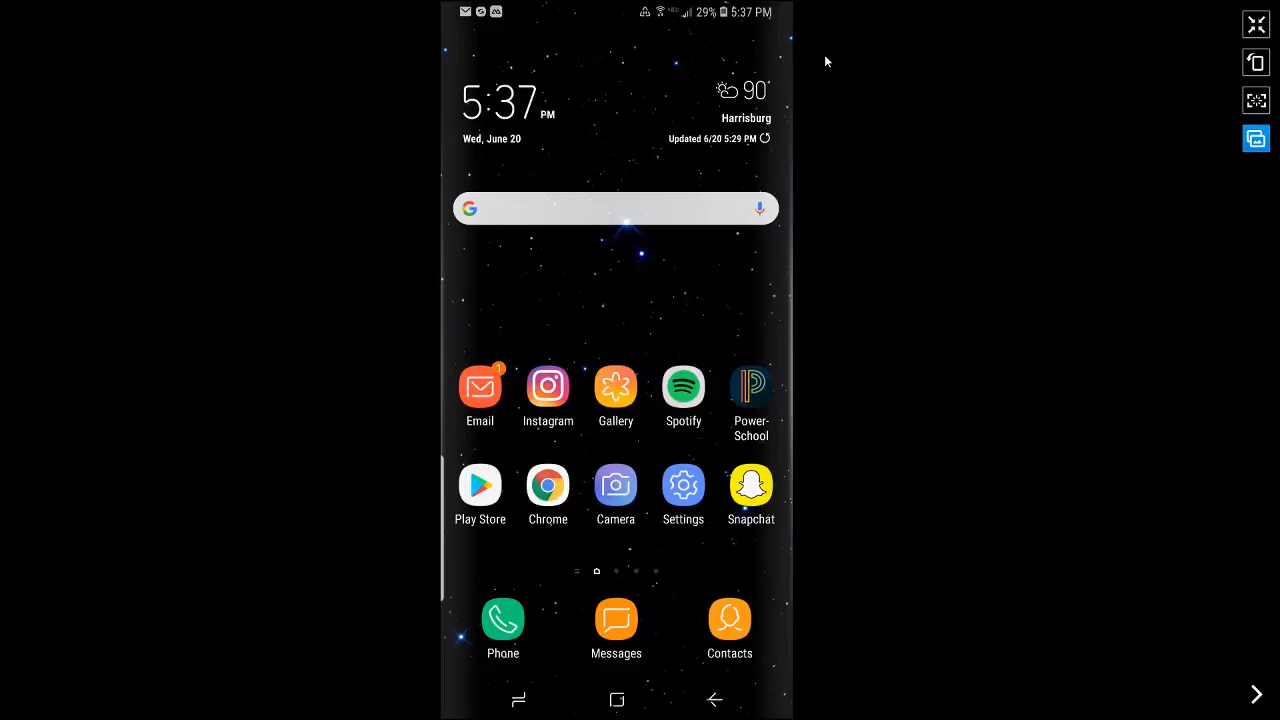 29% 5:37 PM
5:37 PM
90°
Harrisburg
Wed, June 20
Updated 6/20 5:29 PM
1
Email
Instagram
Gallery
Spotify
Power-
School
Play Store
Chrome
Camera
Settings
Snapchat
Phone
Messages
Contacts